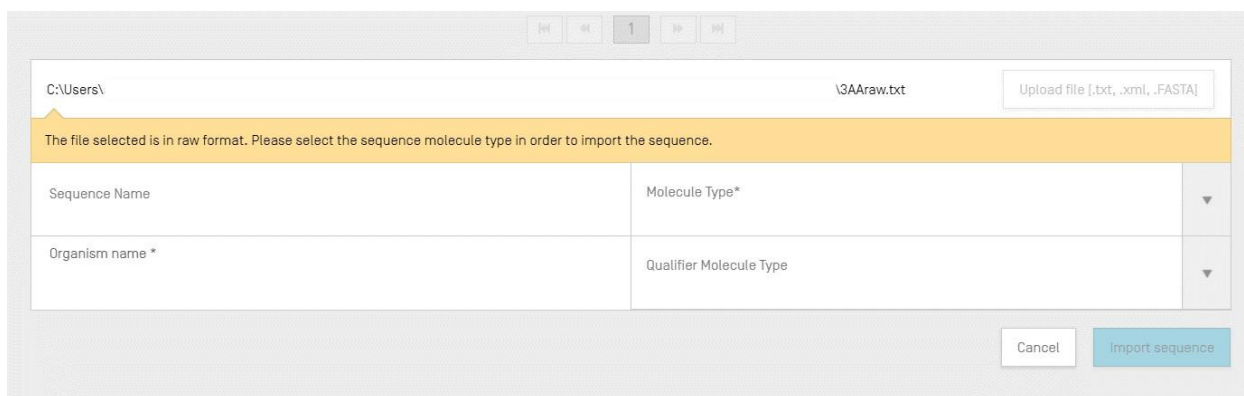 1
C:\Users\ \3AAraw.txt Upload file [.txt, .xml, .FASTA]
The file selected is in raw format. Please select the sequence molecule type in order to import the sequence.
Sequence Name Molecule Type*
Organism name * Qualifier Molecule Type
Cancel Import sequence